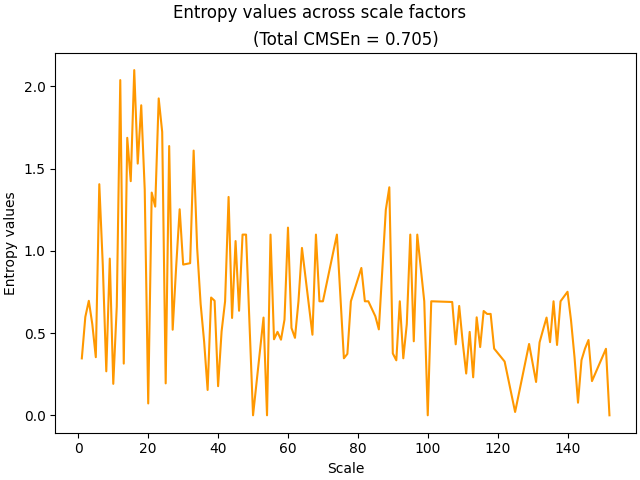 Entropy values across scale factors
(Total CMSEn = 0.705)
Entropy values
2.0
1.5
1.0
0.5
0.0
0 20 40 60 80 100 120 140
Scale